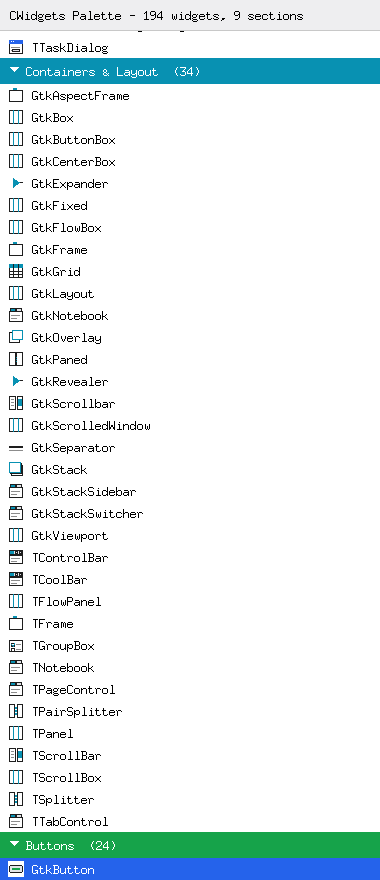 CWidgets Palette - 194 widgets, 9 sections
TTaskDialog
Containers & Layout (34)
GtkAspectFrame
GtkBox
GtkButtonBox
GtkCenterBox
GtkExpander
GtkFixed
GtkFlowBox
GtkFrame
GtkGrid
GtkLayout
GtkNotebook
GtkOverlay
GtkPaned
GtkRevealer
GtkScrollbar
GtkScrolledWindow
GtkSeparator
GtkStack
GtkStackSidebar
GtkStackSwitcher
GtkViewport
TControlBar
TCoolBar
TFlowPanel
TFrame
TGroupBox
TNotebook
TPageControl
TPairSplitter
TPanel
TScrollBar
TScrollBox
TSplitter
TTabControl
Buttons (24)
GtkButton